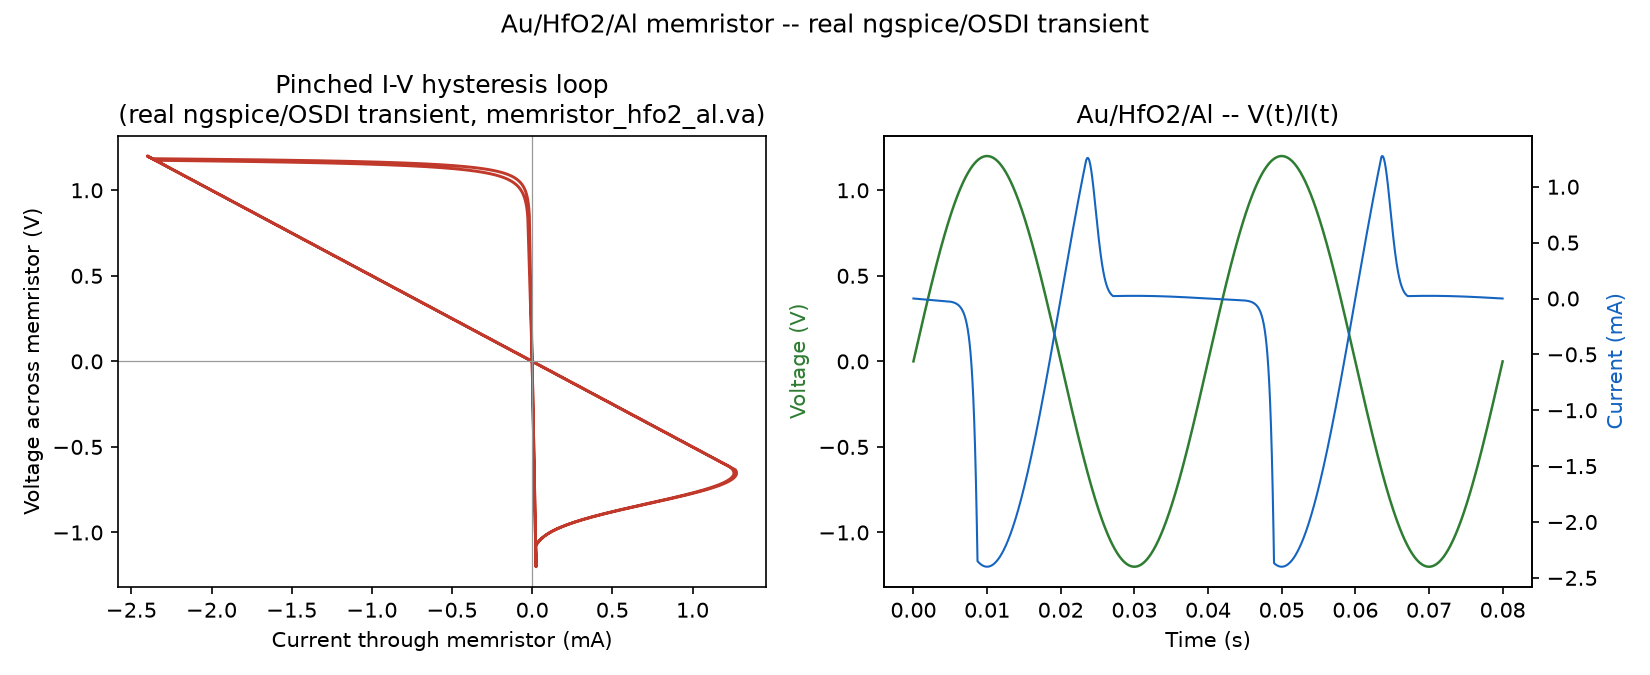 Au/HfO2/Al memristor -- real ngspice/OSDI transient
Pinched I-V hysteresis loop
(real ngspice/OSDI transient, memristor_hfo2_al.va)
Voltage across memristor (V)
1.0
0.5
0.0
−0.5
−1.0
−2.5 −2.0 −1.5 −1.0 −0.5 0.0 0.5 1.0
Current through memristor (mA)
Au/HfO2/Al -- V(t)/I(t)
Voltage (V)
1.0
0.5
0.0
−0.5
−1.0
0.00 0.01 0.02 0.03 0.04 0.05 0.06 0.07 0.08
Time (s)
1.0
0.5
0.0
−0.5
−1.0
−1.5
−2.0
−2.5
Current (mA)